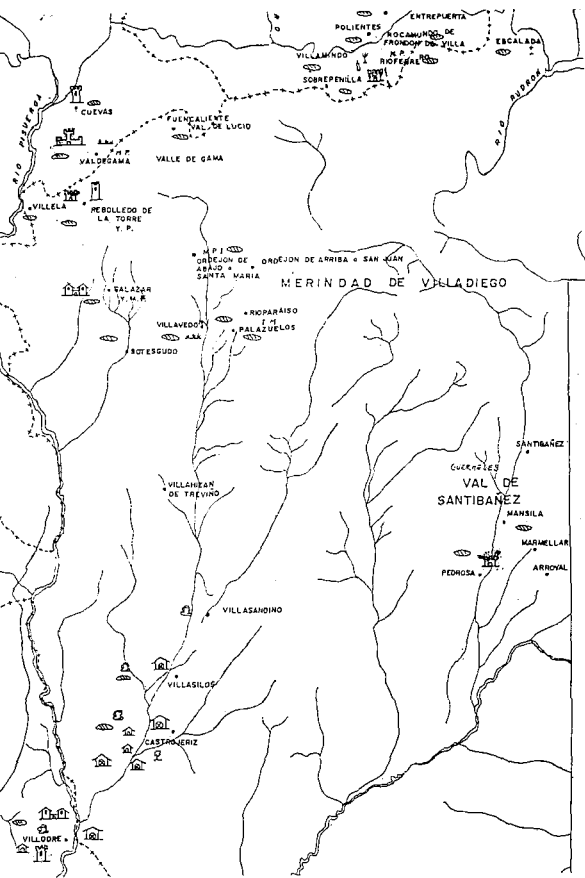 ENTREPUERTA
POLIENTES
ROCAMUNDO DE
FRONDON DE VILLA
ESCALADA
VILLAMUNDO
M.P.
RIOFERRE
SOBREPENILLA
RIO RUDRON
RIO PISUERGA
CUEVAS
FUENCALIENTE
VAL DE LUCIO
M.P.
VALDEGAMA
VALLE DE GAMA
VILLELA
REBOLLEDO DE
LA TORRE
Y. P.
M P I
ORDEJON DE
ABAJO
SANTA MARIA
ORDEJON DE ARRIBA
SAN JUAN
MERINDAD DE VILLADIEGO
SALAZAR
Y. M. P.
RIOPARAISO
I M
VILLAVEDO
PALAZUELOS
SOTESGUDO
SANTIBAÑEZ
GUERMECES
VAL DE
SANTIBAÑEZ
VILLAHIZAN
DE TREVIÑO
MANSILA
MARMELLAR
PEDROSA
ARROYAL
VILLASANDINO
VILLASILOS
CASTROJERIZ
VILLODRE